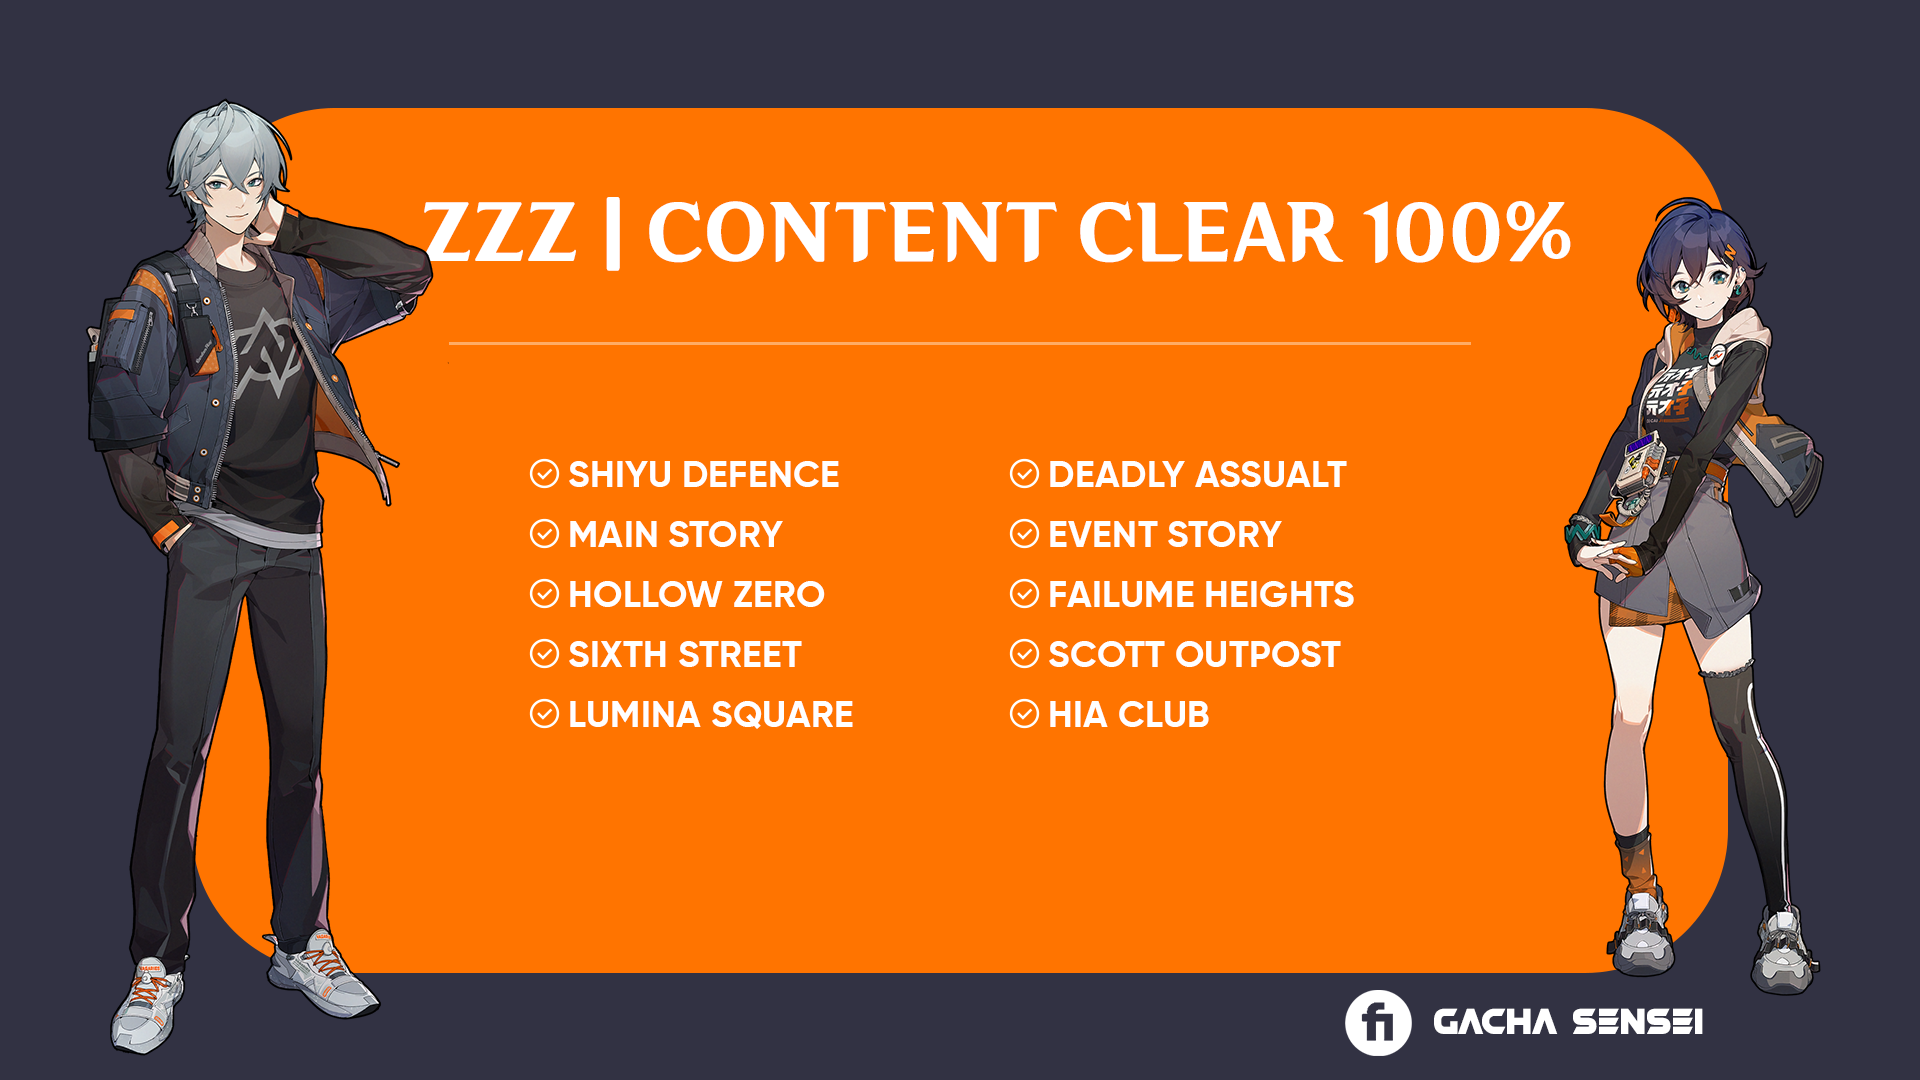 ZZZ | CONTENT CLEAR 100%
SHIYU DEFENCE
MAIN STORY
HOLLOW ZERO
SIXTH STREET
LUMINA SQUARE
DEADLY ASSUALT
EVENT STORY
FAILUME HEIGHTS
SCOTT OUTPOST
HIA CLUB
fi GACHA SENSEI